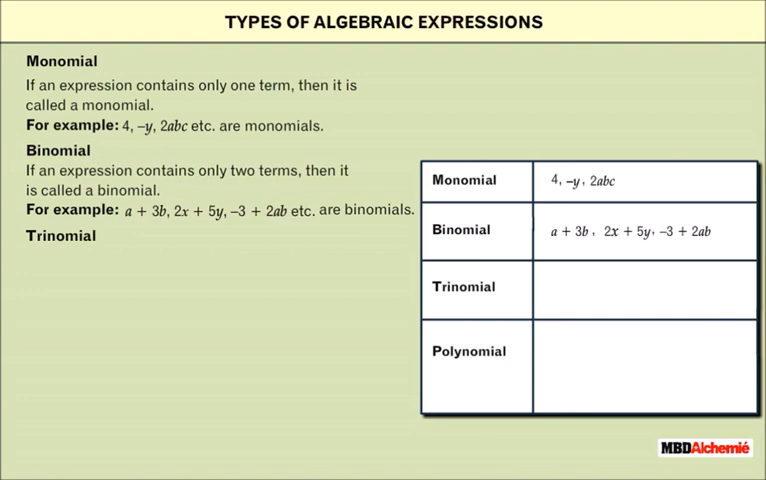 TYPES OF ALGEBRAIC EXPRESSIONS
Monomial
If an expression contains only one term, then it is
called a monomial.
For example: 4, –y, 2abc etc. are monomials.
Binomial
If an expression contains only two terms, then it
is called a binomial.
For example: a + 3b, 2x + 5y, –3 + 2ab etc. are binomials.
Trinomial
Monomial 4, –y, 2abc
Binomial a + 3b, 2x + 5y, –3 + 2ab
Trinomial
Polynomial
MBDAlchemié